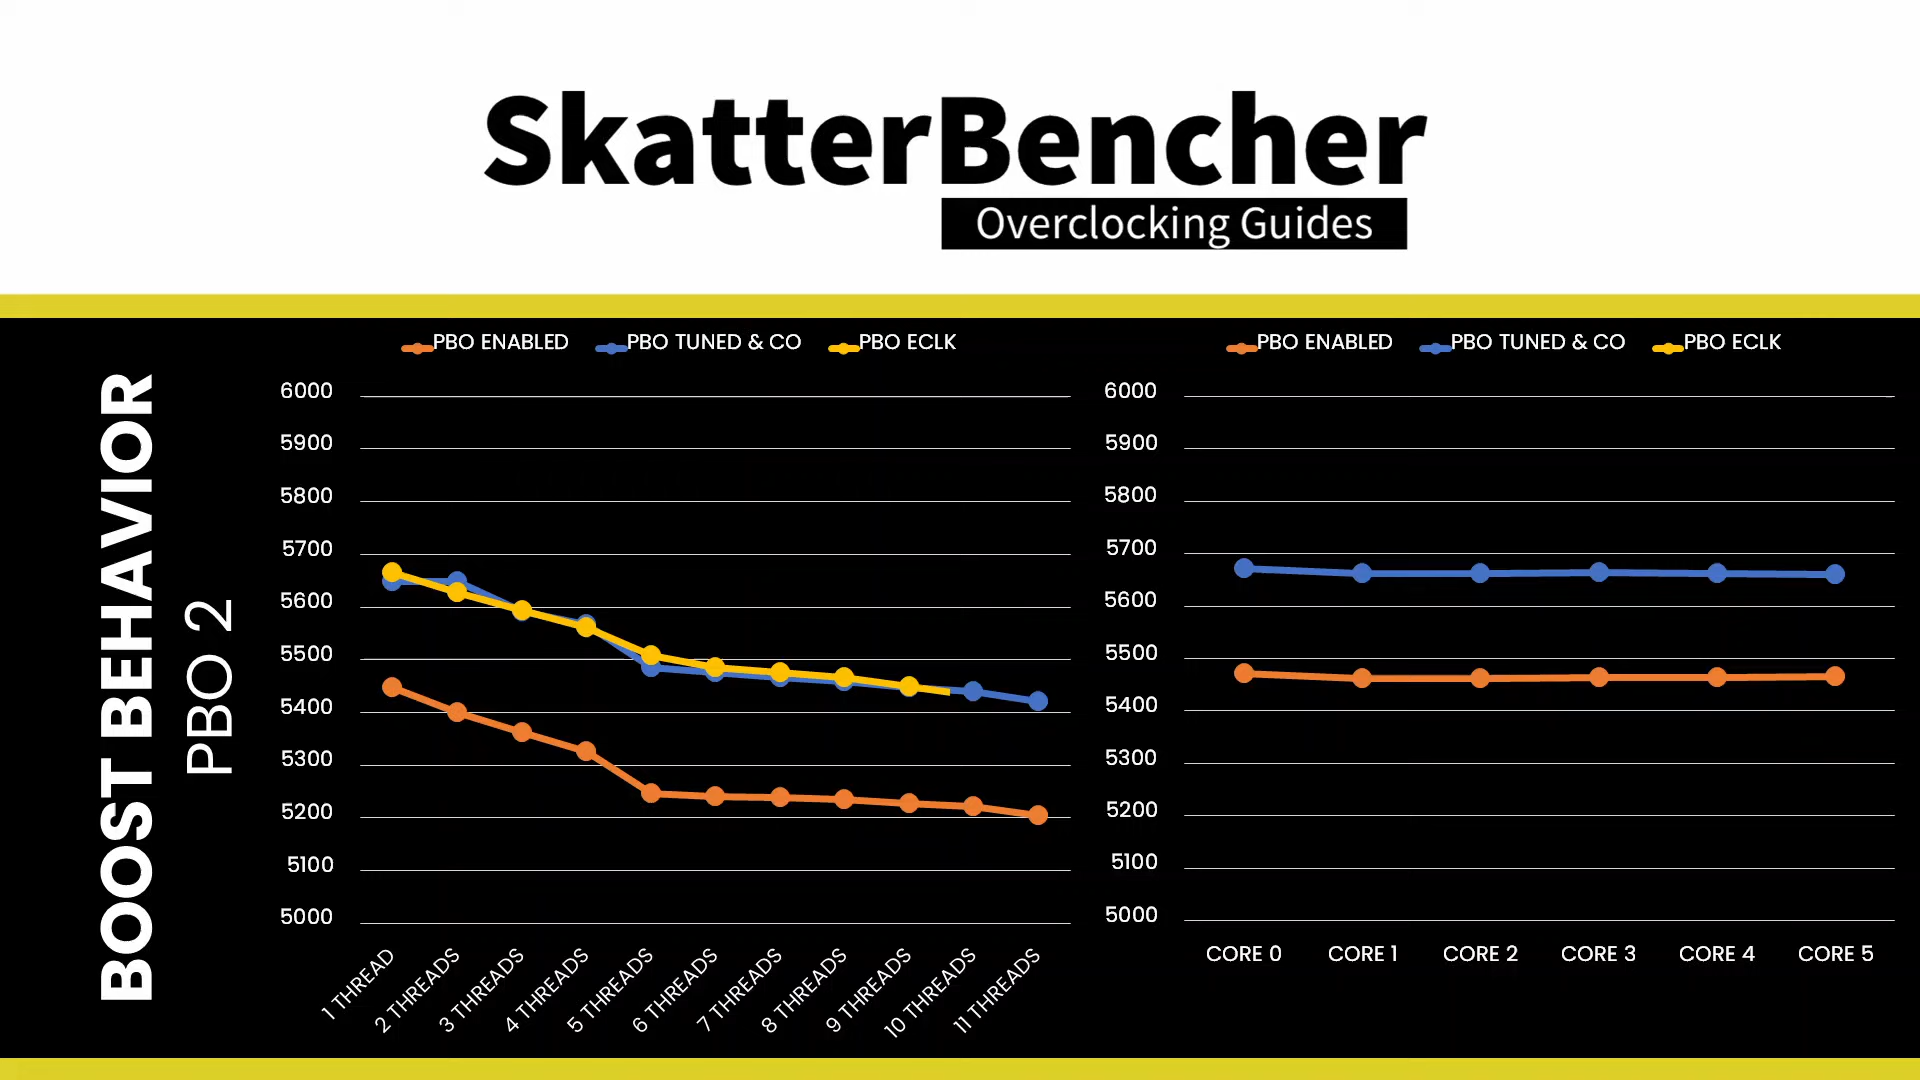 SkatterBencher
Overclocking Guides
BOOST BEHAVIOR
PBO 2
PBO ENABLED PBO TUNED & CO PBO ECLK
6000
5900
5800
5700
5600
5500
5400
5300
5200
5100
5000
1 THREAD
2 THREADS
3 THREADS
4 THREADS
5 THREADS
6 THREADS
7 THREADS
8 THREADS
9 THREADS
10 THREADS
11 THREADS
PBO ENABLED PBO TUNED & CO PBO ECLK
6000
5900
5800
5700
5600
5500
5400
5300
5200
5100
5000
CORE 0 CORE 1 CORE 2 CORE 3 CORE 4 CORE 5